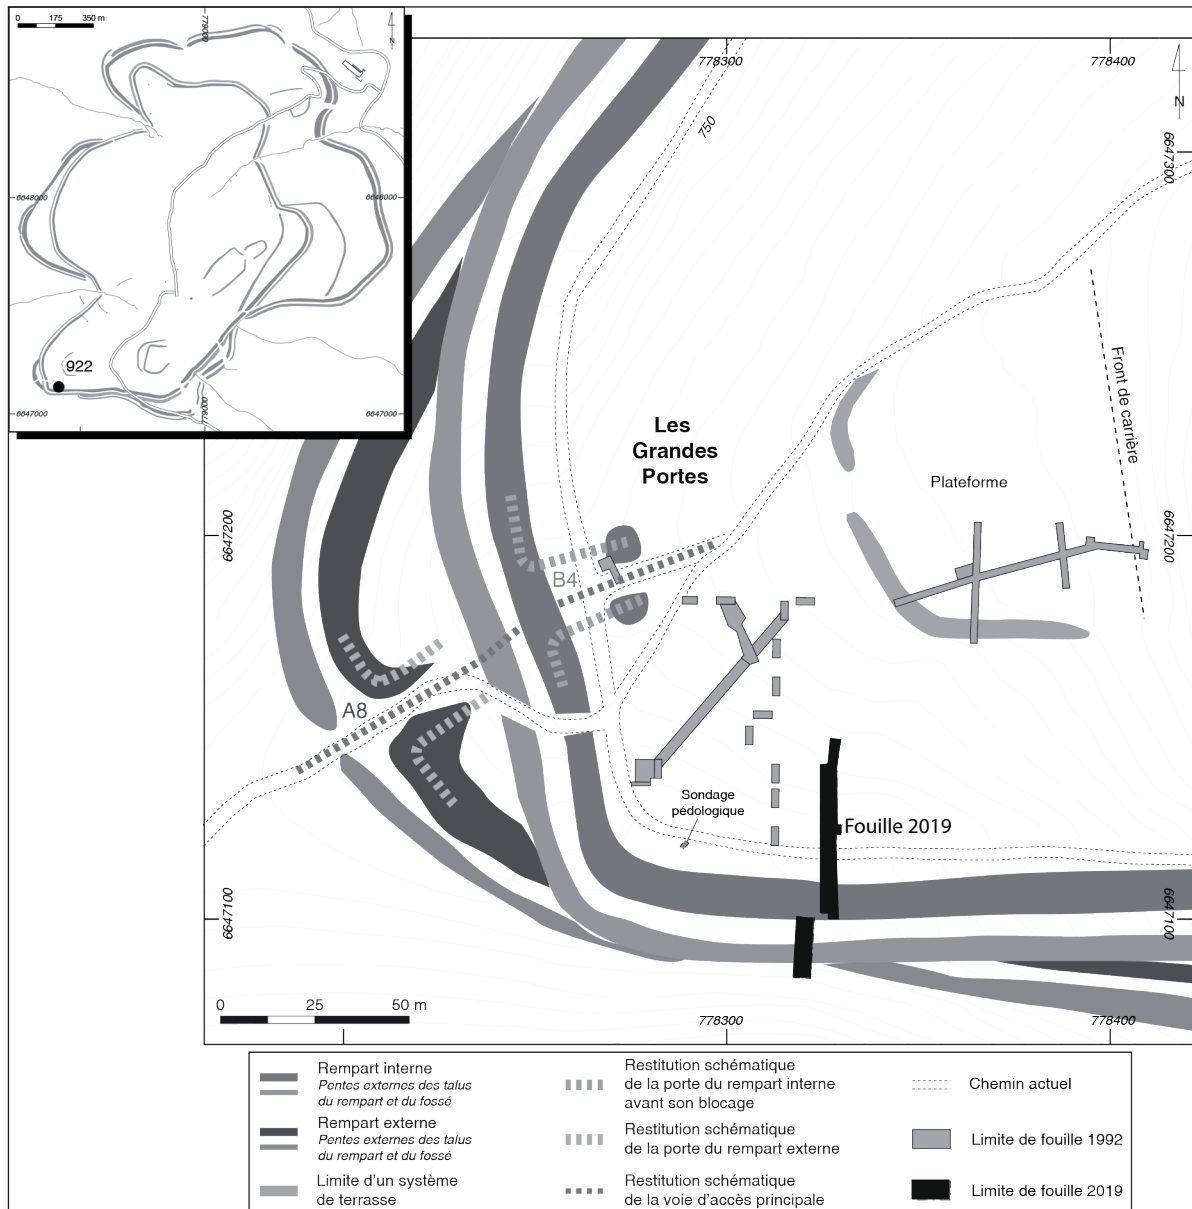 0 175 350 m
779000
N
6648000
6648000
922
6647000
779000
6647000
778300
778400
N
750
6647300
Les
Grandes
Portes
Front de carrière
Plateforme
6647200
6647200
B4
A8
Sondage
pédologique
Fouille 2019
6647100
6647100
0 25 50 m
778300
778400
Rempart interne
Pentes externes des talus
du rempart et du fossé
Rempart externe
Pentes externes des talus
du rempart et du fossé
Limite d'un système
de terrasse
Restitution schématique
de la porte du rempart interne
avant son blocage
Restitution schématique
de la porte du rempart externe
Restitution schématique
de la voie d'accès principale
Chemin actuel
Limite de fouille 1992
Limite de fouille 2019